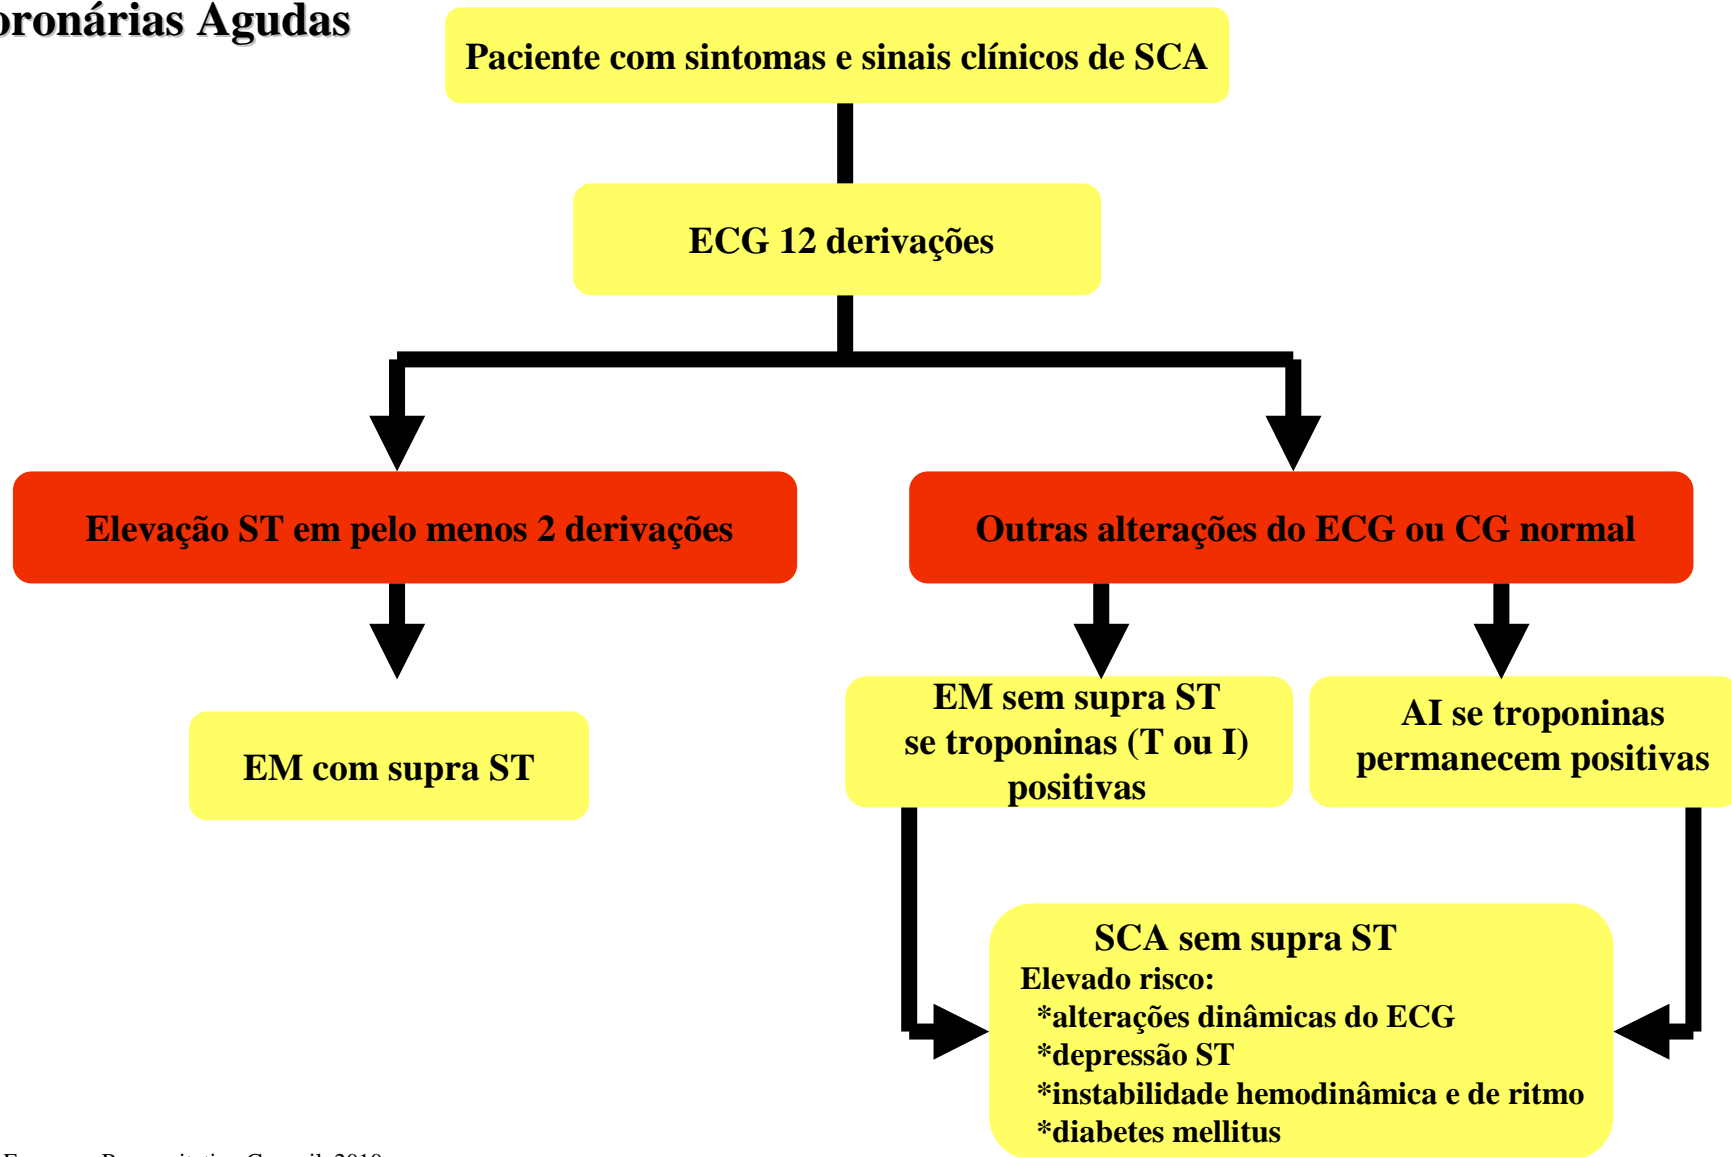 Agudas
Paciente com sintomas e sinais clínicos de SCA
ECG 12 derivações
Elevação ST em pelo menos 2 derivações
Outras alterações do ECG ou CG normal
EM com supra ST
EM sem supra ST
se troponinas (T ou I)
positivas
AI se troponinas
permanecem positivas
SCA sem supra ST
Elevado risco:
*alterações dinâmicas do ECG
*depressão ST
*instabilidade hemodinâmica e de ritmo
*diabetes mellitus